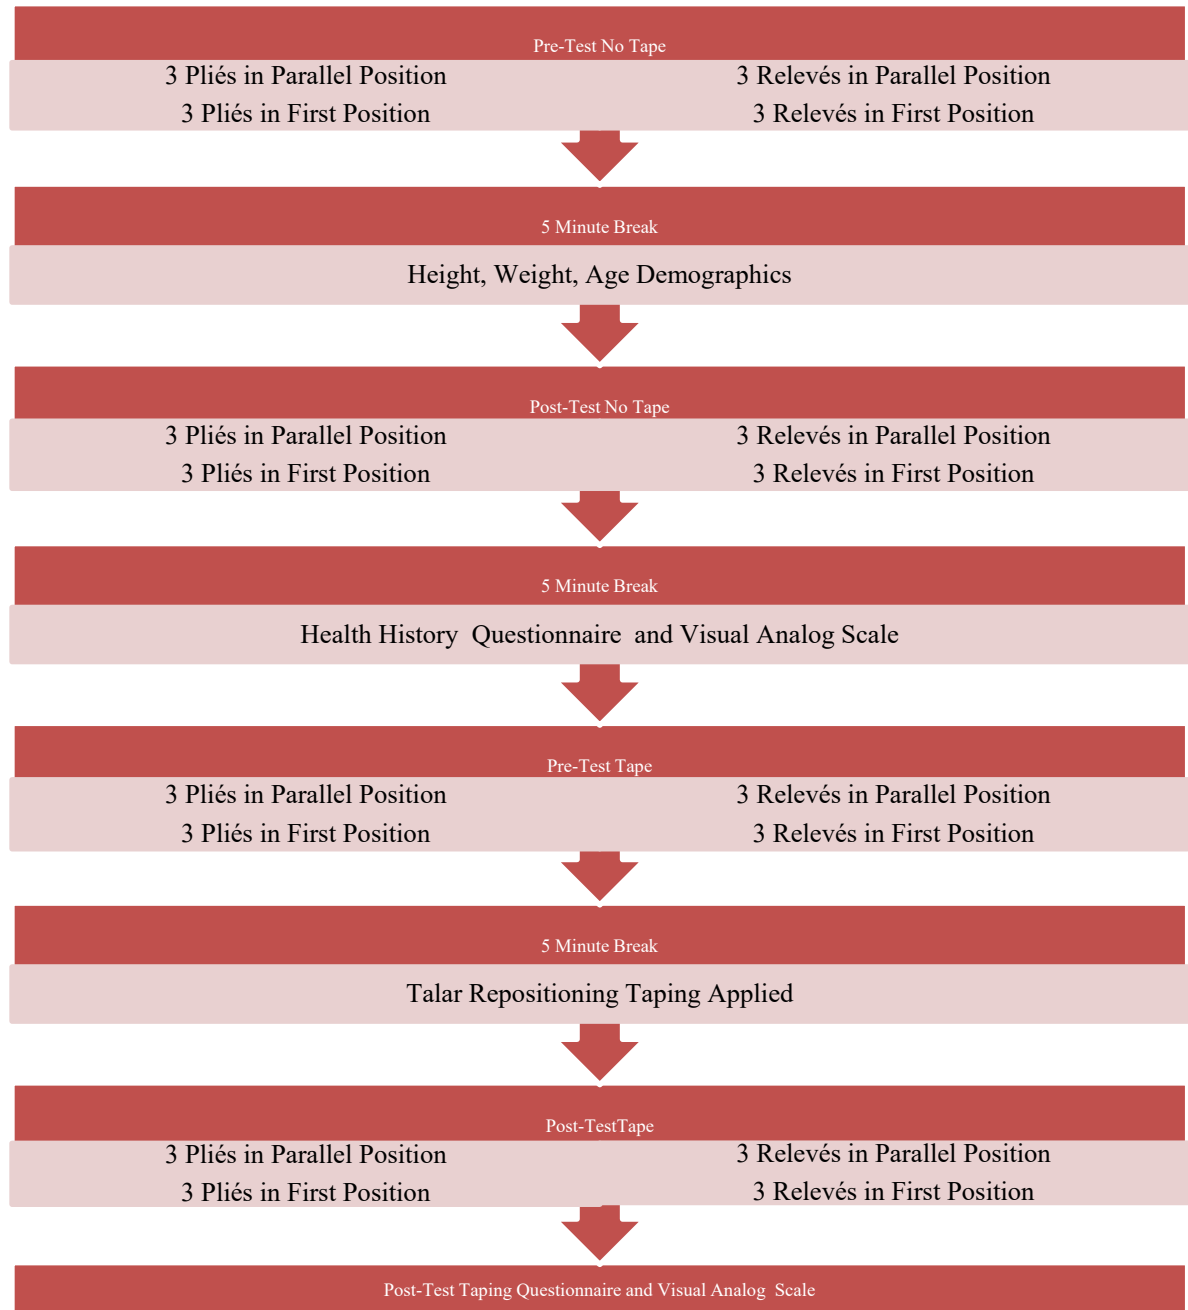 Pre-Test No Tape
3 Pliés in Parallel Position 3 Relevés in Parallel Position
3 Pliés in First Position 3 Relevés in First Position
5 Minute Break
Height, Weight, Age Demographics
Post-Test No Tape
3 Pliés in Parallel Position 3 Relevés in Parallel Position
3 Pliés in First Position 3 Relevés in First Position
5 Minute Break
Health History Questionnaire and Visual Analog Scale
Pre-Test Tape
3 Pliés in Parallel Position 3 Relevés in Parallel Position
3 Pliés in First Position 3 Relevés in First Position
5 Minute Break
Talar Repositioning Taping Applied
Post-TestTape
3 Pliés in Parallel Position 3 Relevés in Parallel Position
3 Pliés in First Position 3 Relevés in First Position
Post-Test Taping Questionnaire and Visual Analog Scale